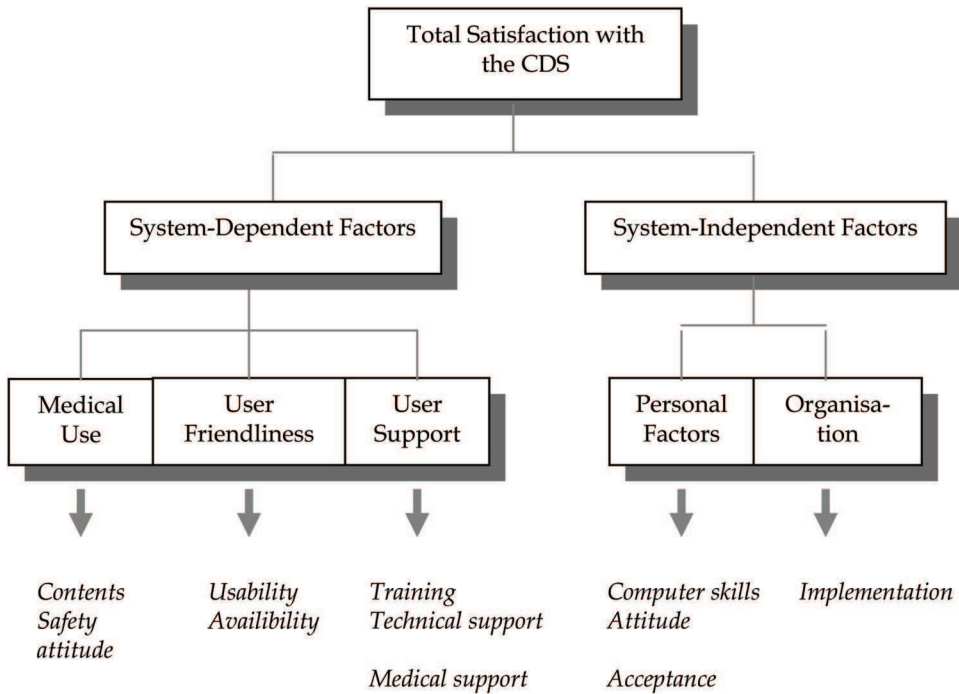 Total Satisfaction with
the CDS
System-Dependent Factors
System-Independent Factors
Medical
Use
User
Friendliness
User
Support
Personal
Factors
Organisa-
tion
Contents
Safety
attitude
Usability
Availibility
Training
Technical support
Medical support
Computer skills
Attitude
Acceptance
Implementation